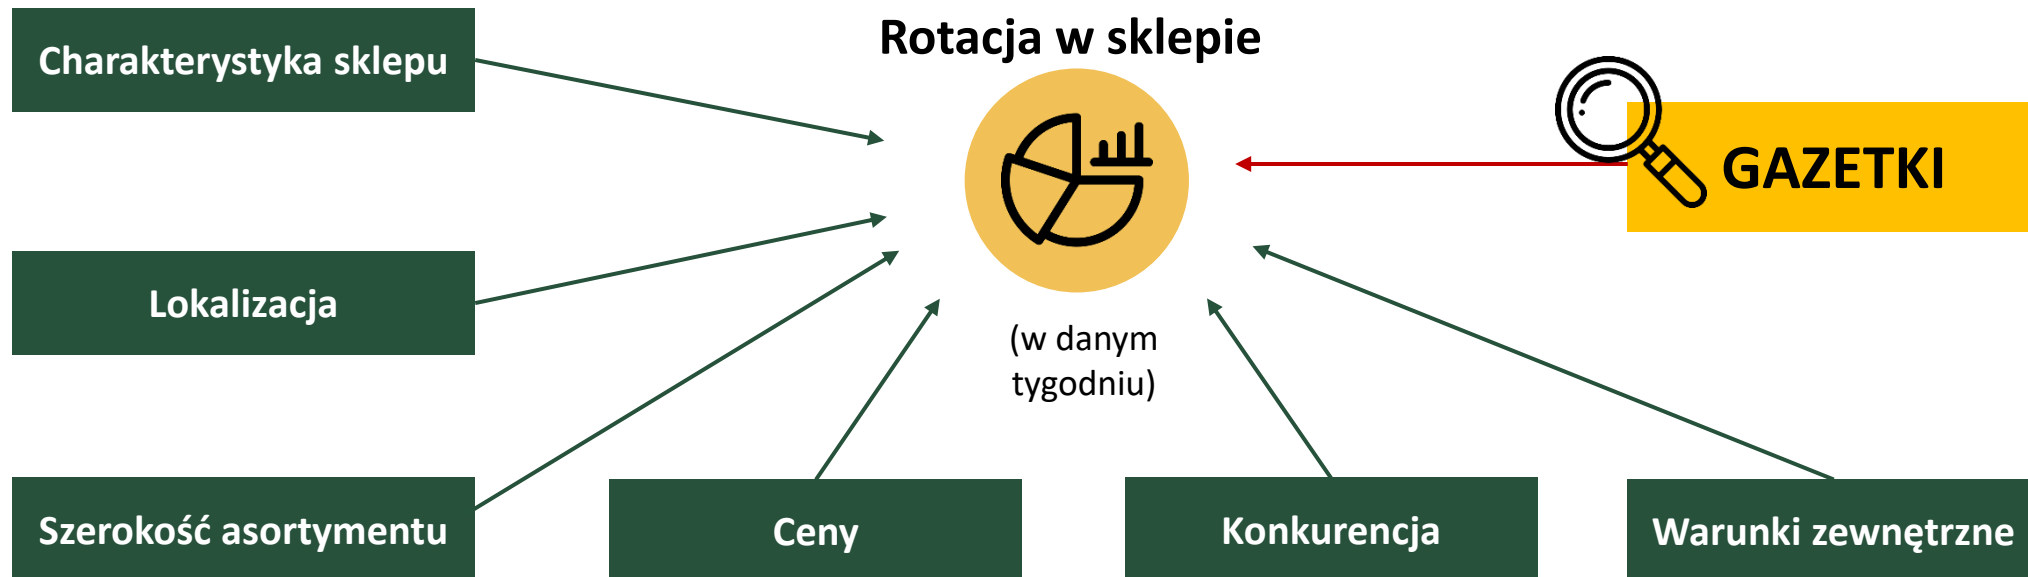 Rotacja w sklepie
Charakterystyka sklepu
GAZETKI
Lokalizacja
(w danym
tygodniu)
Szerokość asortymentu
Ceny
Konkurencja
Warunki zewnętrzne